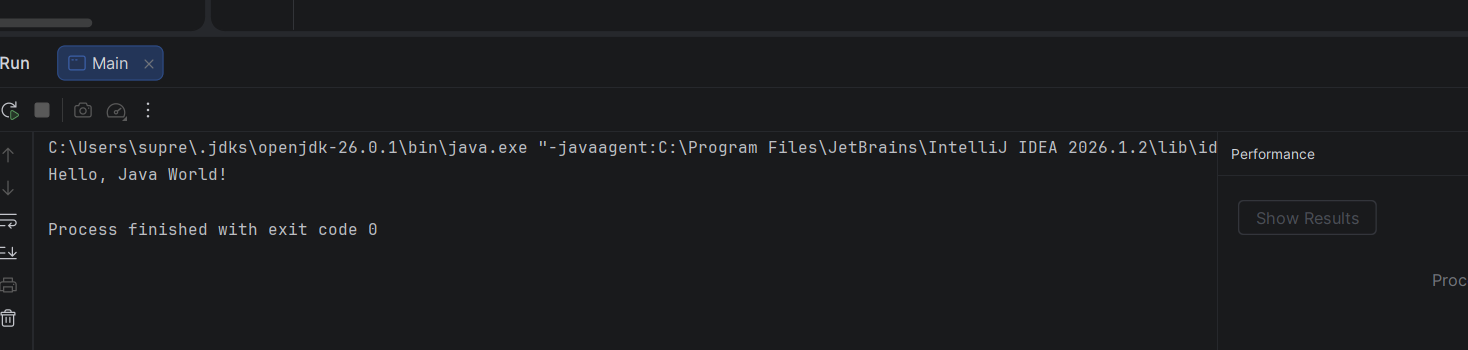 Run Main
C:\Users\supre\.jdks\openjdk-26.0.1\bin\java.exe "-javaagent:C:\Program Files\JetBrains\IntelliJ IDEA 2026.1.2\lib\id
Hello, Java World!
Process finished with exit code 0
Performance
Show Results
Proc